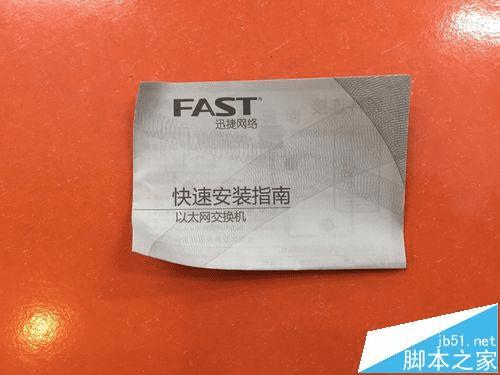 FAST®
迅捷网络
快速安装指南
以太网交换机
jb51.net
脚本之家